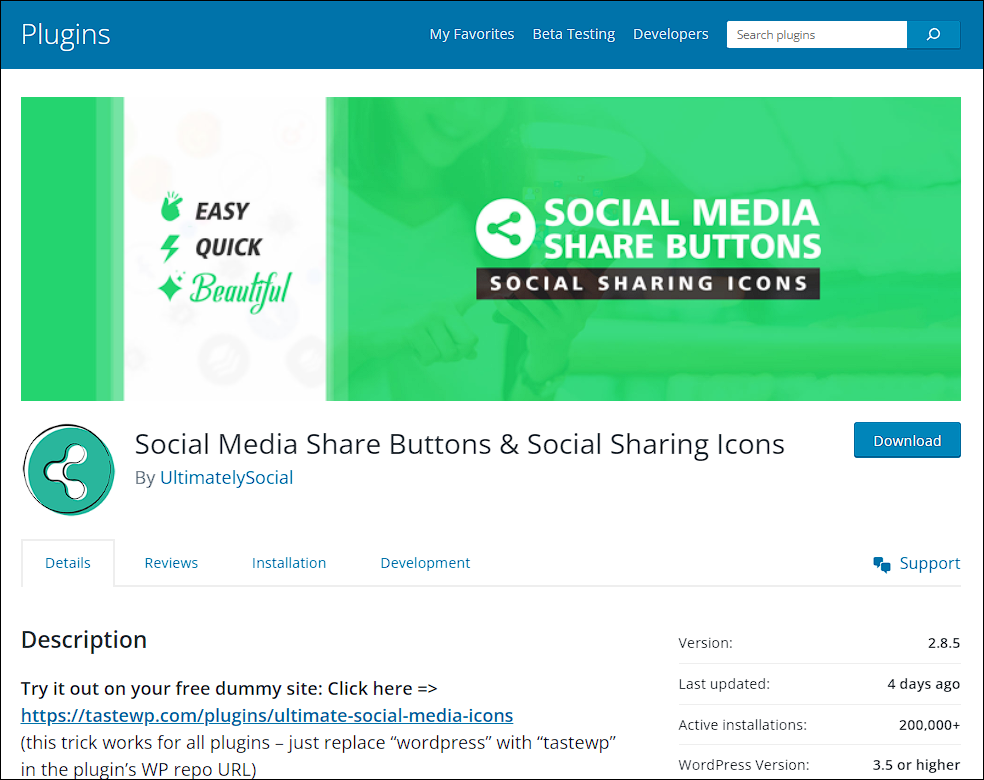 Plugins
My Favorites Beta Testing Developers Search plugins
EASY
QUICK
Beautiful
SOCIAL MEDIA
SHARE BUTTONS
SOCIAL SHARING ICONS
Social Media Share Buttons & Social Sharing Icons
By UltimatelySocial
Download
Details Reviews Installation Development Support
Description
Try it out on your free dummy site: Click here =>
https://tastewp.com/plugins/ultimate-social-media-icons
(this trick works for all plugins – just replace “wordpress” with “tastewp”
in the plugin’s WP repo URL)
Version: 2.8.5
Last updated: 4 days ago
Active installations: 200,000+
WordPress Version: 3.5 or higher